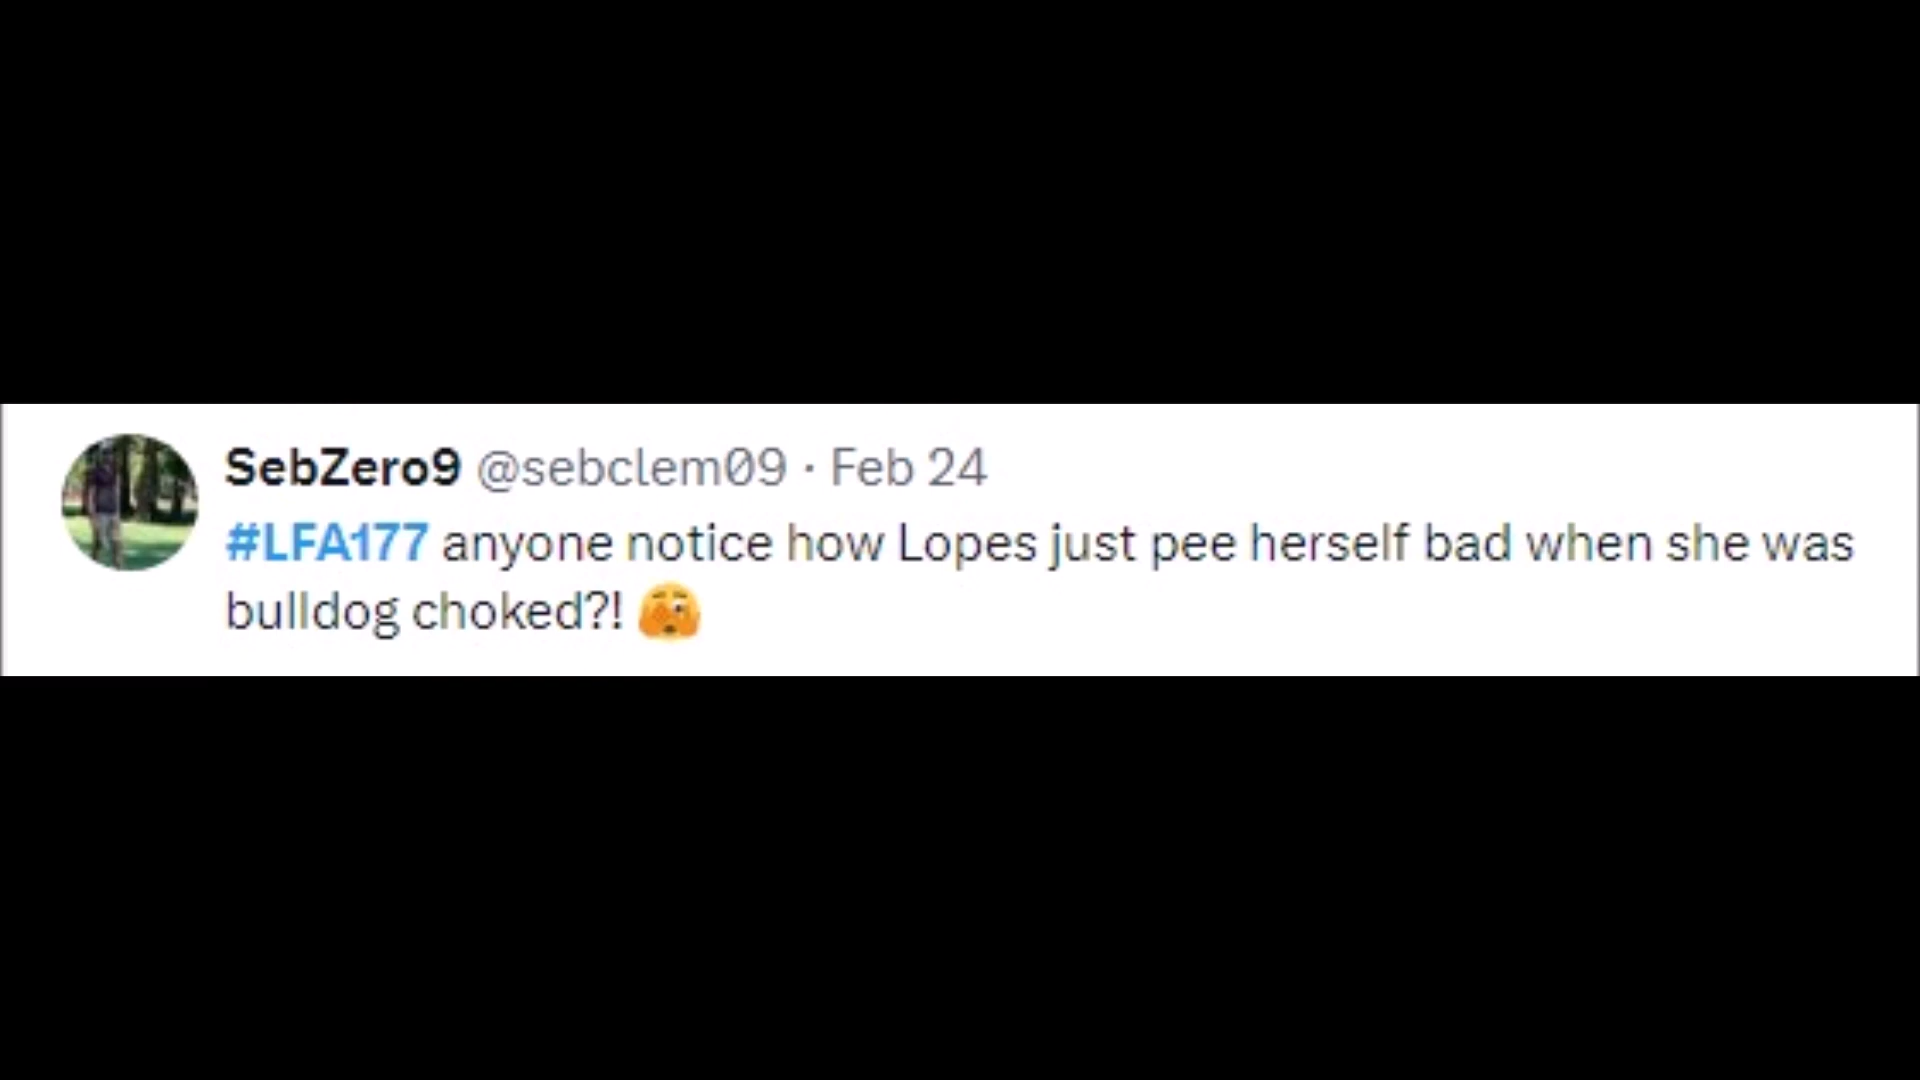 SebZero9 @sebclem09 · Feb 24
#LFA177 anyone notice how Lopes just pee herself bad when she was
bulldog choked?! 🫣